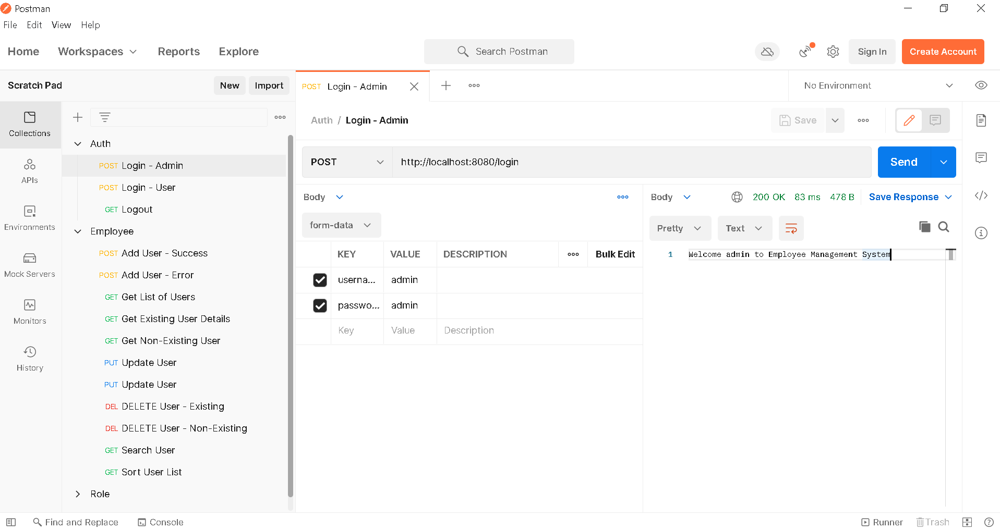 Postman
File Edit View Help
Home Workspaces Reports Explore Search Postman Sign In Create Account
Scratch Pad New Import
POST Login - Admin
No Environment
Collections
APIs
Environments
Mock Servers
Monitors
History
Auth
POST Login - Admin
POST Login - User
GET Logout
Employee
POST Add User - Success
POST Add User - Error
GET Get List of Users
GET Get Existing User Details
GET Get Non-Existing User
PUT Update User
PUT Update User
DEL DELETE User - Existing
DEL DELETE User - Non-Existing
GET Search User
GET Sort User List
Role
Auth / Login - Admin
Save
POST http://localhost:8080/login Send
Body
form-data
KEY VALUE DESCRIPTION Bulk Edit
userna... admin
passwo... admin
Key Value Description
Body 200 OK 83 ms 478 B Save Response
Pretty Text
1 Welcome admin to Employee Management System
Find and Replace Console Runner Trash